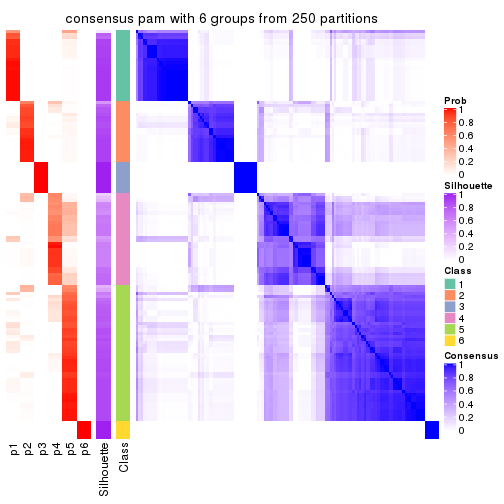 consensus pam with 6 groups from 250 partitions
Prob
1
0.8
0.6
0.4
0.2
0
Silhouette
1
0.8
0.6
0.4
0.2
0
Class
1
2
3
4
5
6
Consensus
1
0.8
0.6
0.4
0.2
0
p1
p2
p3
p4
p5
p6
Silhouette
Class